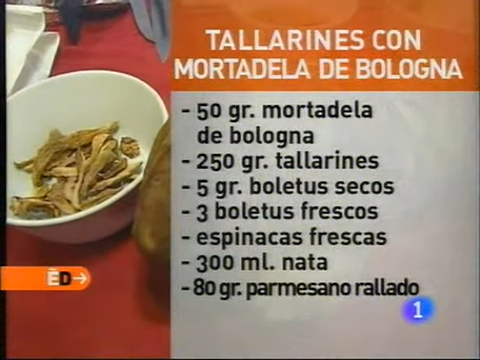 TALLARINES CON
MORTADELA DE BOLOGNA
- 50 gr. mortadela
de bologna
- 250 gr. tallarines
- 5 gr. boletus secos
- 3 boletus frescos
- espinacas frescas
- 300 ml. nata
- 80 gr. parmesano rallado
ÈD→
1